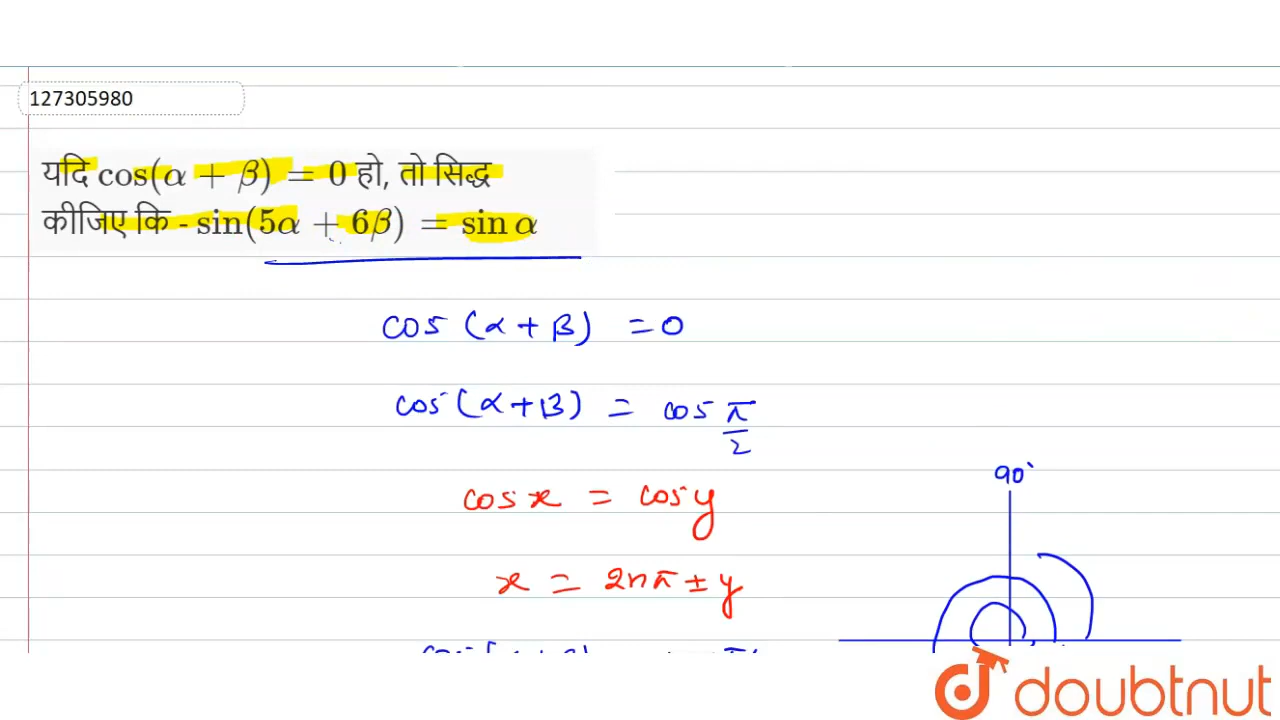 127305980
यदि cos(α + β) = 0 हो, तो सिद्ध
कीजिए कि - sin(5α + 6β) = sin α
cos (α + β) = 0
cos (α + β) = cos π/2
cos x = cos y
90°
x = 2nπ ± y
doubtnut